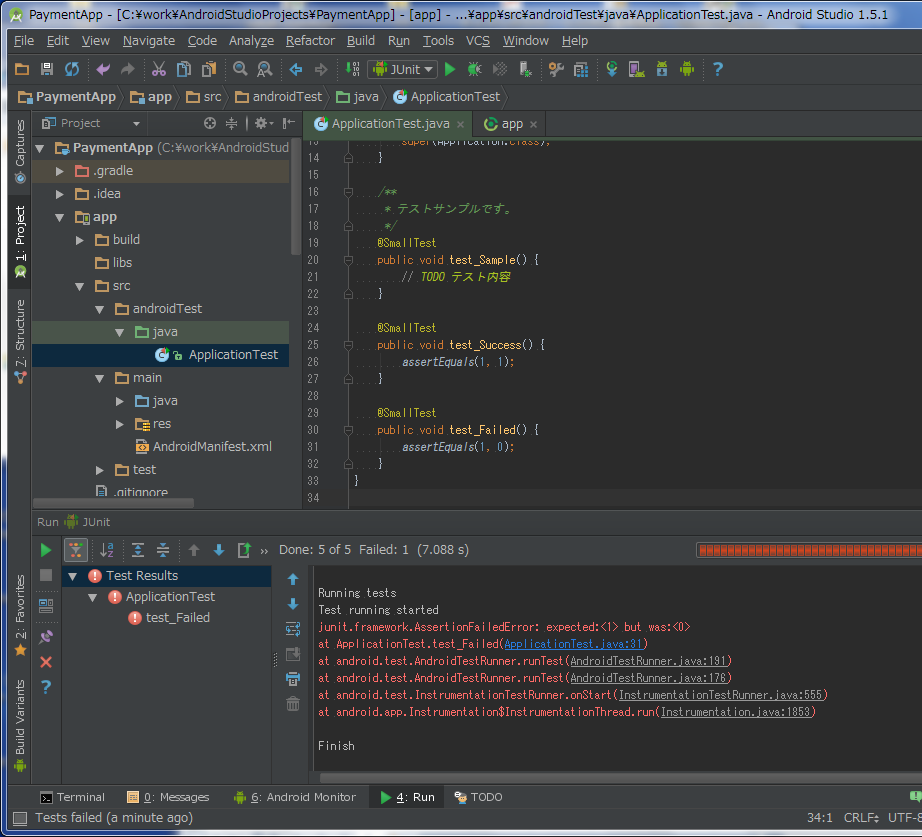 PaymentApp - [C:¥work¥AndroidStudioProjects¥PaymentApp] - [app] - ...¥app¥src¥androidTest¥java¥ApplicationTest.java - Android Studio 1.5.1
File Edit View Navigate Code Analyze Refactor Build Run Tools VCS Window Help
JUnit
PaymentApp app src androidTest java ApplicationTest
Project
ApplicationTest.java app
Captures
1: Project
7: Structure
2: Favorites
Build Variants
PaymentApp (C:¥work¥AndroidStud
.gradle
.idea
app
build
libs
src
androidTest
java
ApplicationTest
main
java
res
AndroidManifest.xml
test
.gitignore
13 super(Application.class);
14 }
15
16 /**
17 * テストサンプルです。
18 */
19 @SmallTest
20 public void test_Sample() {
21 // TODO テスト内容
22 }
23
24 @SmallTest
25 public void test_Success() {
26 assertEquals(1, 1);
27 }
28
29 @SmallTest
30 public void test_Failed() {
31 assertEquals(1, 0);
32 }
33 }
34
Run JUnit
Done: 5 of 5 Failed: 1 (7.088 s)
Test Results
ApplicationTest
test_Failed
Running tests
Test running started
junit.framework.AssertionFailedError: expected:<1> but was:<0>
at ApplicationTest.test_Failed(ApplicationTest.java:31)
at android.test.AndroidTestRunner.runTest(AndroidTestRunner.java:191)
at android.test.AndroidTestRunner.runTest(AndroidTestRunner.java:176)
at android.test.InstrumentationTestRunner.onStart(InstrumentationTestRunner.java:555)
at android.app.Instrumentation$InstrumentationThread.run(Instrumentation.java:1853)
Finish
Terminal 0: Messages 6: Android Monitor 4: Run TODO
Tests failed (a minute ago) 34:1 CRLF UTF-8